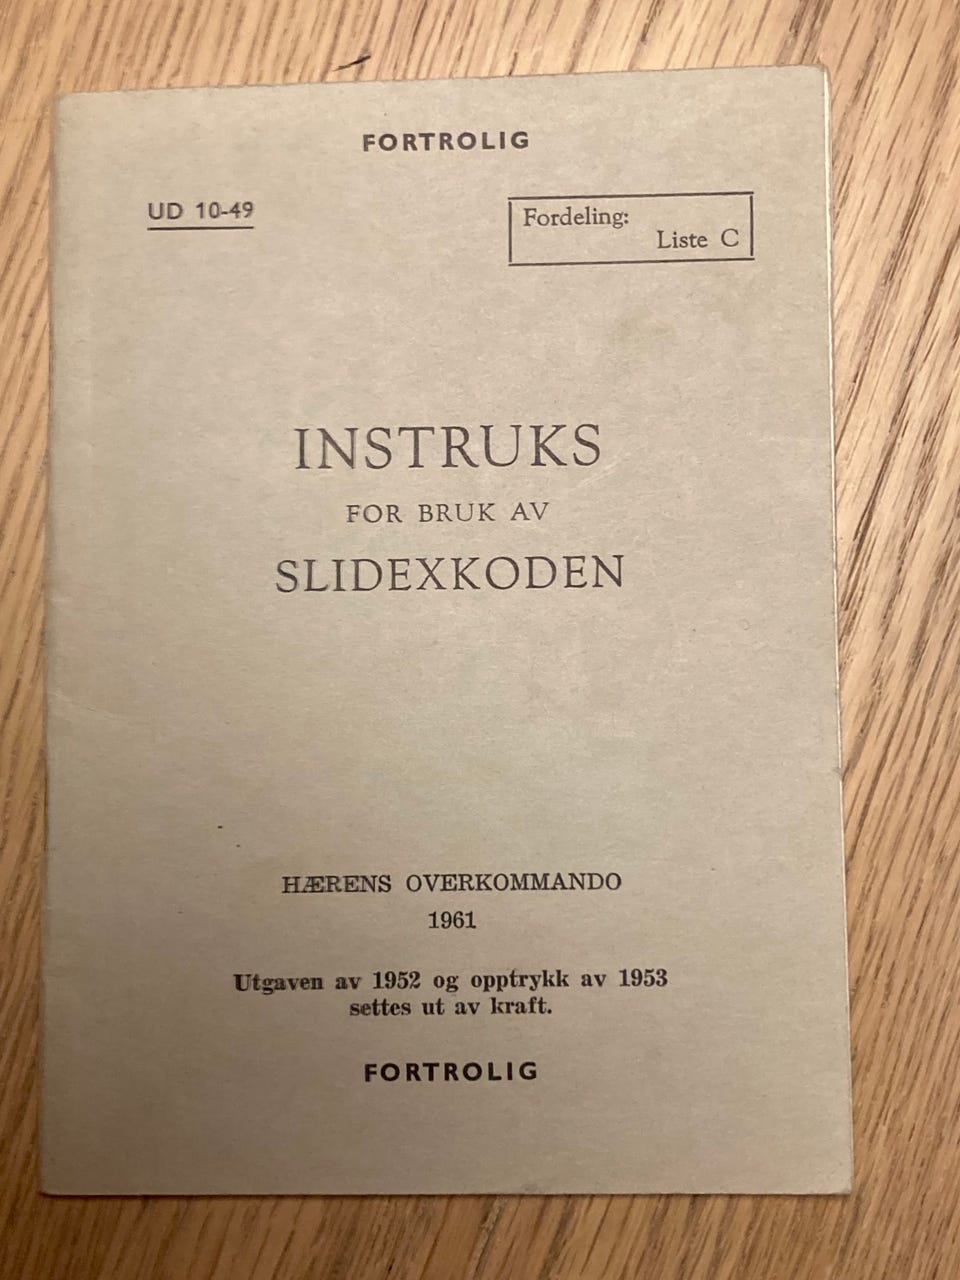 FORTROLIG
UD 10-49
Fordeling:
Liste C
INSTRUKS
FOR BRUK AV
SLIDEXKODEN
HÆRENS OVERKOMMANDO
1961
Utgaven av 1952 og opptrykk av 1953
settes ut av kraft.
FORTROLIG